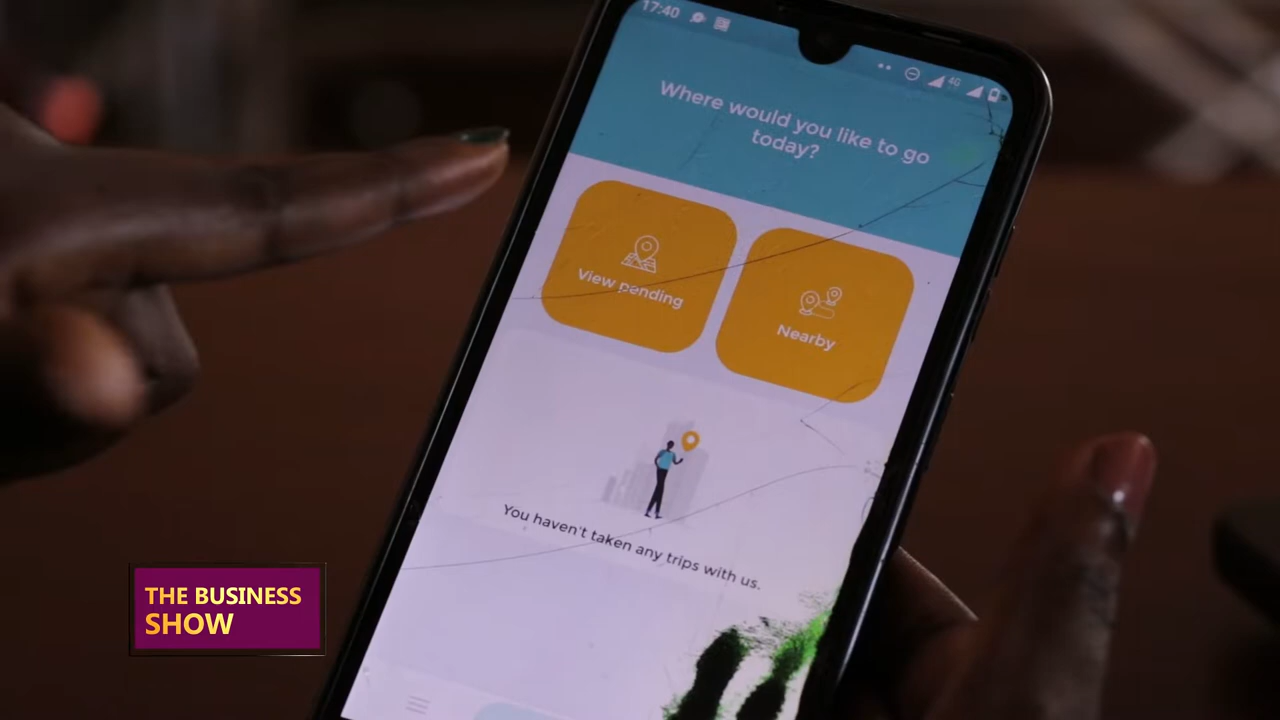 17:40
4G
Where would you like to go
today?
View pending
Nearby
You haven't taken any trips with us.
THE BUSINESS
SHOW